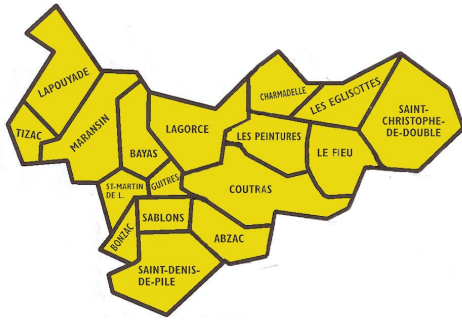 LAPOUYADE
TIZAC
MARANSIN
BAYAS
LAGORCE
CHARMADELLE
LES EGLISOTTES
SAINT-
CHRISTOPHE-
DE-DOUBLE
LES PEINTURES
LE FIEU
ST-MARTIN
DE L.
GUITRES
COUTRAS
BONZAC
SABLONS
ABZAC
SAINT-DENIS-
DE-PILE